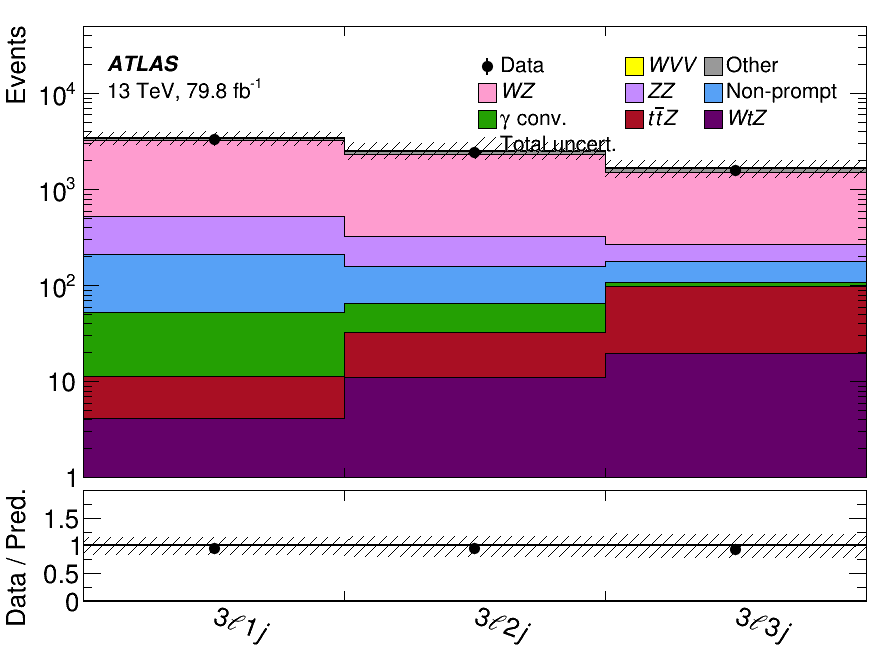 Events
ATLAS
13 TeV, 79.8 fb⁻¹
Data
WVV
Other
WZ
ZZ
Non-prompt
γ conv.
tt̄Z
WtZ
Total uncert.
10⁴
10³
10²
10
1
Data / Pred.
1.5
1
0.5
0
3ℓ1j
3ℓ2j
3ℓ3j